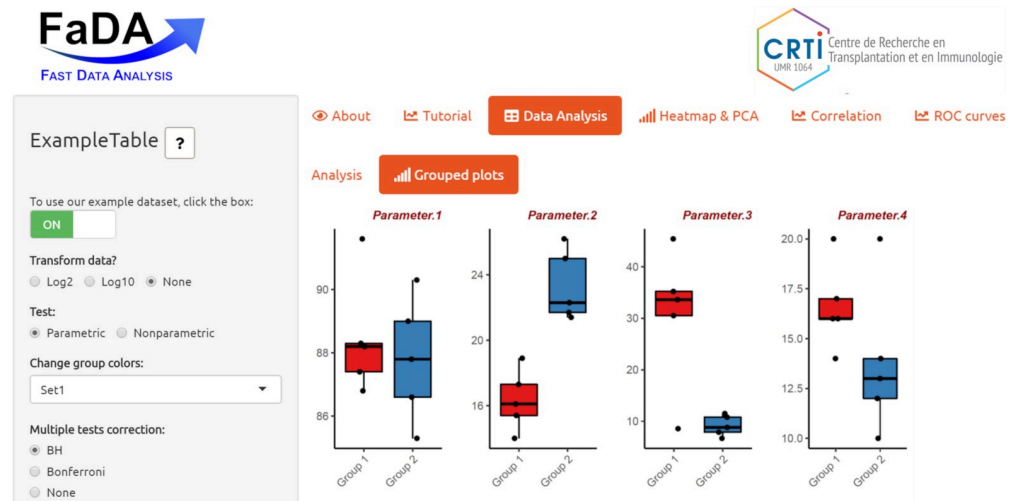 FaDA
FAST DATA ANALYSIS
CRTi
UMR 1064
Centre de Recherche en
Transplantation et en Immunologie
About
Tutorial
Data Analysis
Heatmap & PCA
Correlation
ROC curves
Analysis
Grouped plots
ExampleTable ?
To use our example dataset, click the box:
ON
Transform data?
Log2 Log10 None
Test:
Parametric Nonparametric
Change group colors:
Set1
Multiple tests correction:
BH
Bonferroni
None
Parameter.1
90
88
86
Group 1 Group 2
Parameter.2
24
20
16
Group 1 Group 2
Parameter.3
40
30
20
10
Group 1 Group 2
Parameter.4
20.0
17.5
15.0
12.5
10.0
Group 1 Group 2